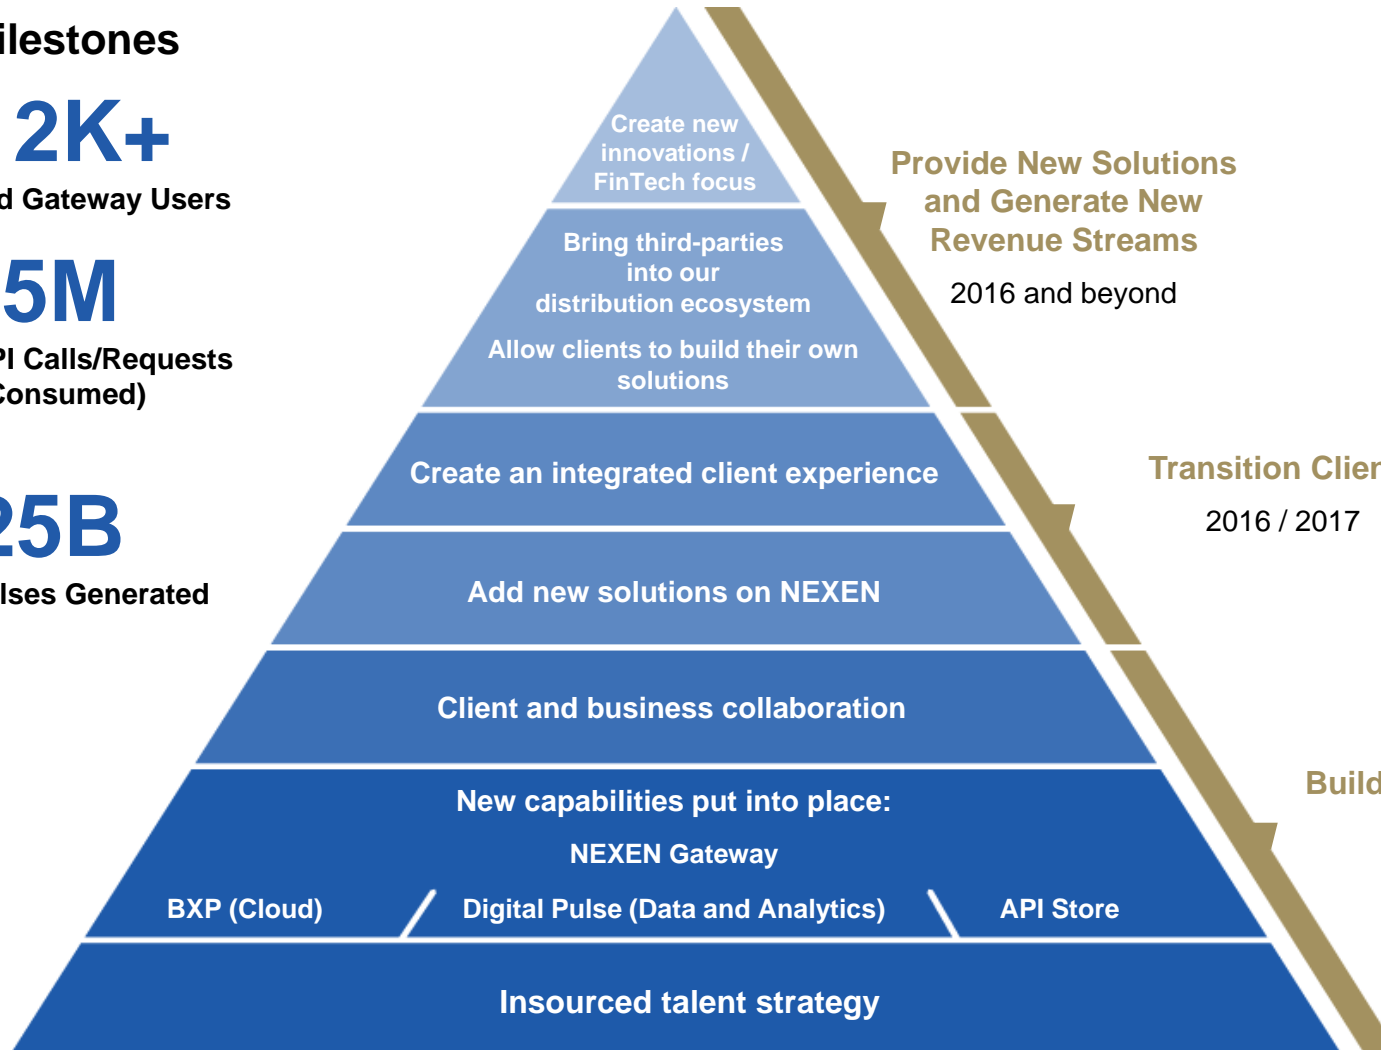 ilestones
2K+
d Gateway Users
5M
PI Calls/Requests
Consumed)
25B
lses Generated
Create new
innovations /
FinTech focus
Bring third-parties
into our
distribution ecosystem
Allow clients to build their own
solutions
Create an integrated client experience
Add new solutions on NEXEN
Client and business collaboration
New capabilities put into place:
NEXEN Gateway
BXP (Cloud)
Digital Pulse (Data and Analytics)
API Store
Insourced talent strategy
Provide New Solutions
and Generate New
Revenue Streams
2016 and beyond
Transition Clien
2016 / 2017
Build